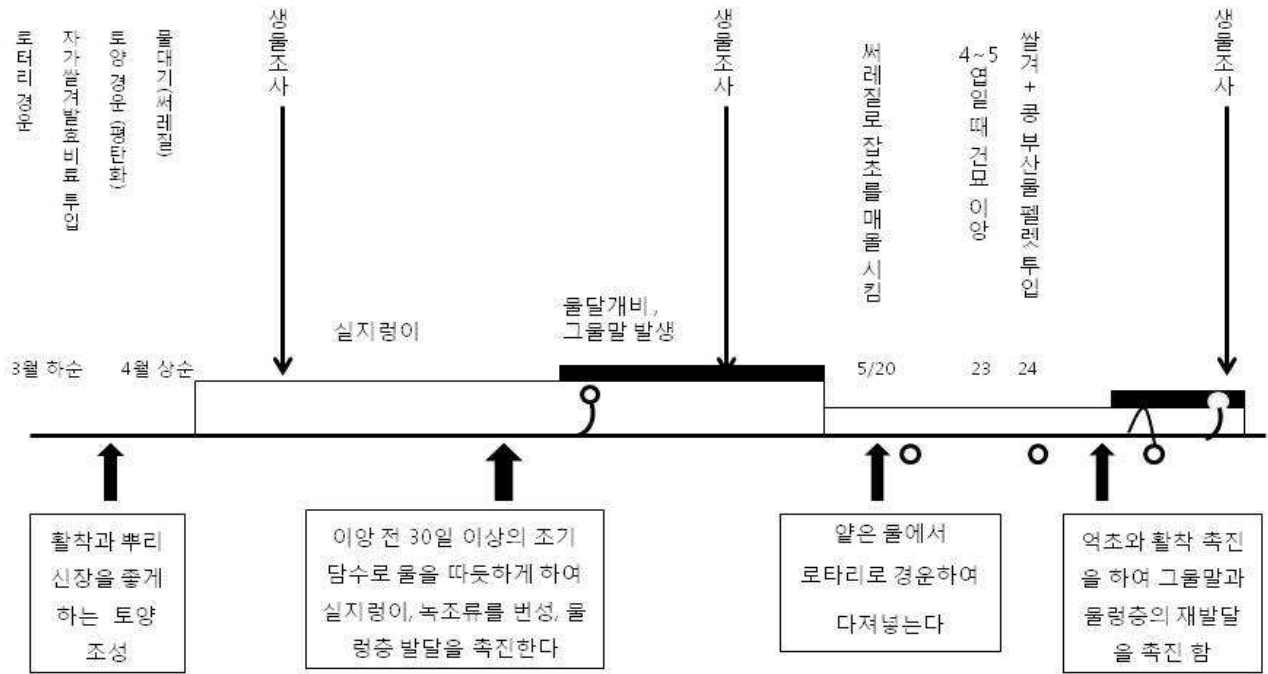 로터리 경운
자가쌀겨발효비료 투입
토양 경운(평탄화)
물대기(써레질)
생물조사
생물조사
써레질로 잡초를 매몰 시킴
4~5
엽일 때 건묘 이앙
쌀겨 + 콩 부산물 펠렛 투입
생물조사
실지렁이
물달개비,
그물말 발생
3월 하순
4월 상순
5/20
23
24
활착과 뿌리
신장을 좋게
하는 토양
조성
이앙 전 30일 이상의 조기
담수로 물을 따듯하게 하여
실지렁이, 녹조류를 번성, 물
렁층 발달을 촉진한다
얕은 물에서
로타리로 경운하여
다져넣는다
억초와 활착 촉진
을 하여 그물말과
물렁층의 재발달
을 촉진 함